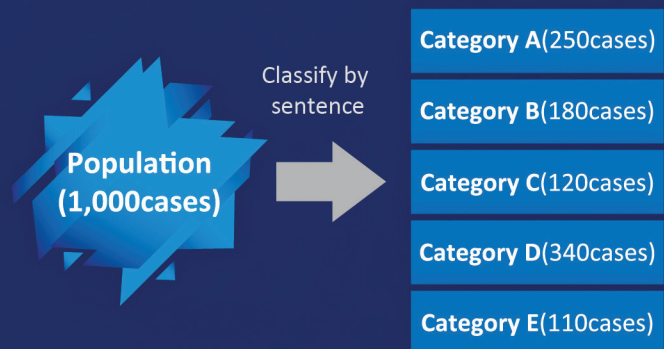 Population
(1,000cases)
Classify by
sentence
Category A(250cases)
Category B(180cases)
Category C(120cases)
Category D(340cases)
Category E(110cases)